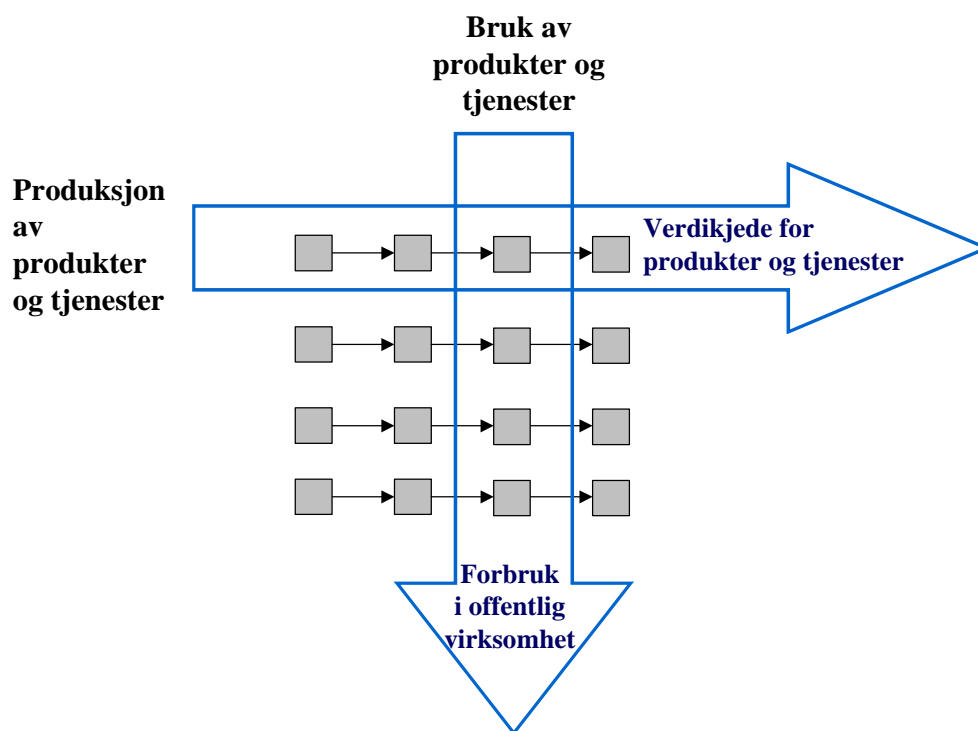 Bruk av
produkter og
tjenester
Produksjon
av
produkter
og tjenester
Verdikjede for
produkter og tjenester
Forbruk
i offentlig
virksomhet